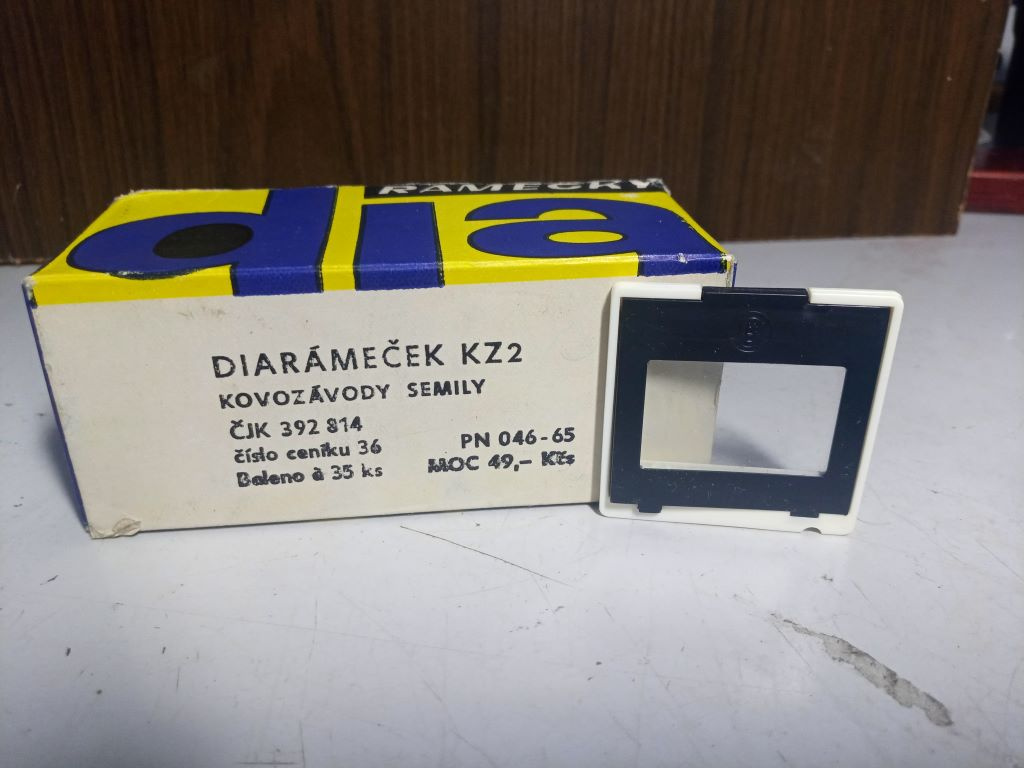 RÁMEČKY
dia
DIARÁMEČEK KZ2
KOVOZÁVODY SEMILY
ČJK 392 814
číslo ceníku 36
Baleno à 35 ks
PN 046-65
MOC 49,- Kčs